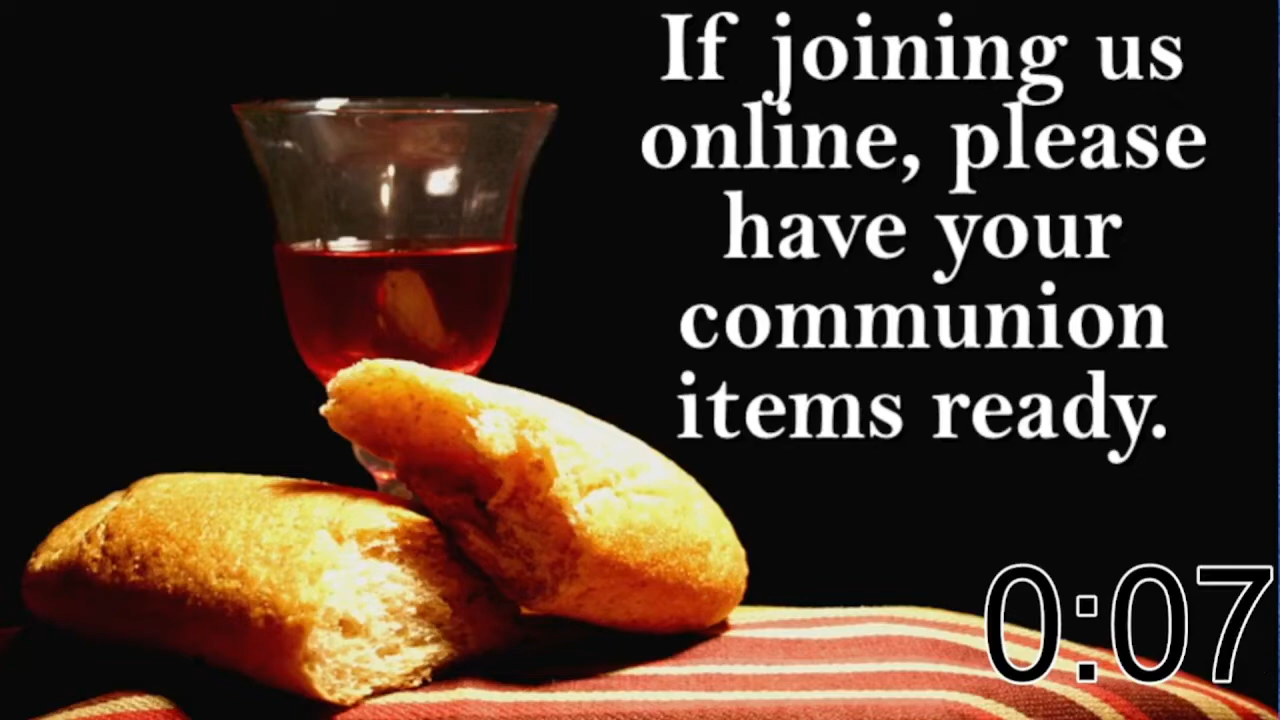 If joining us
online, please
have your
communion
items ready.
0:07